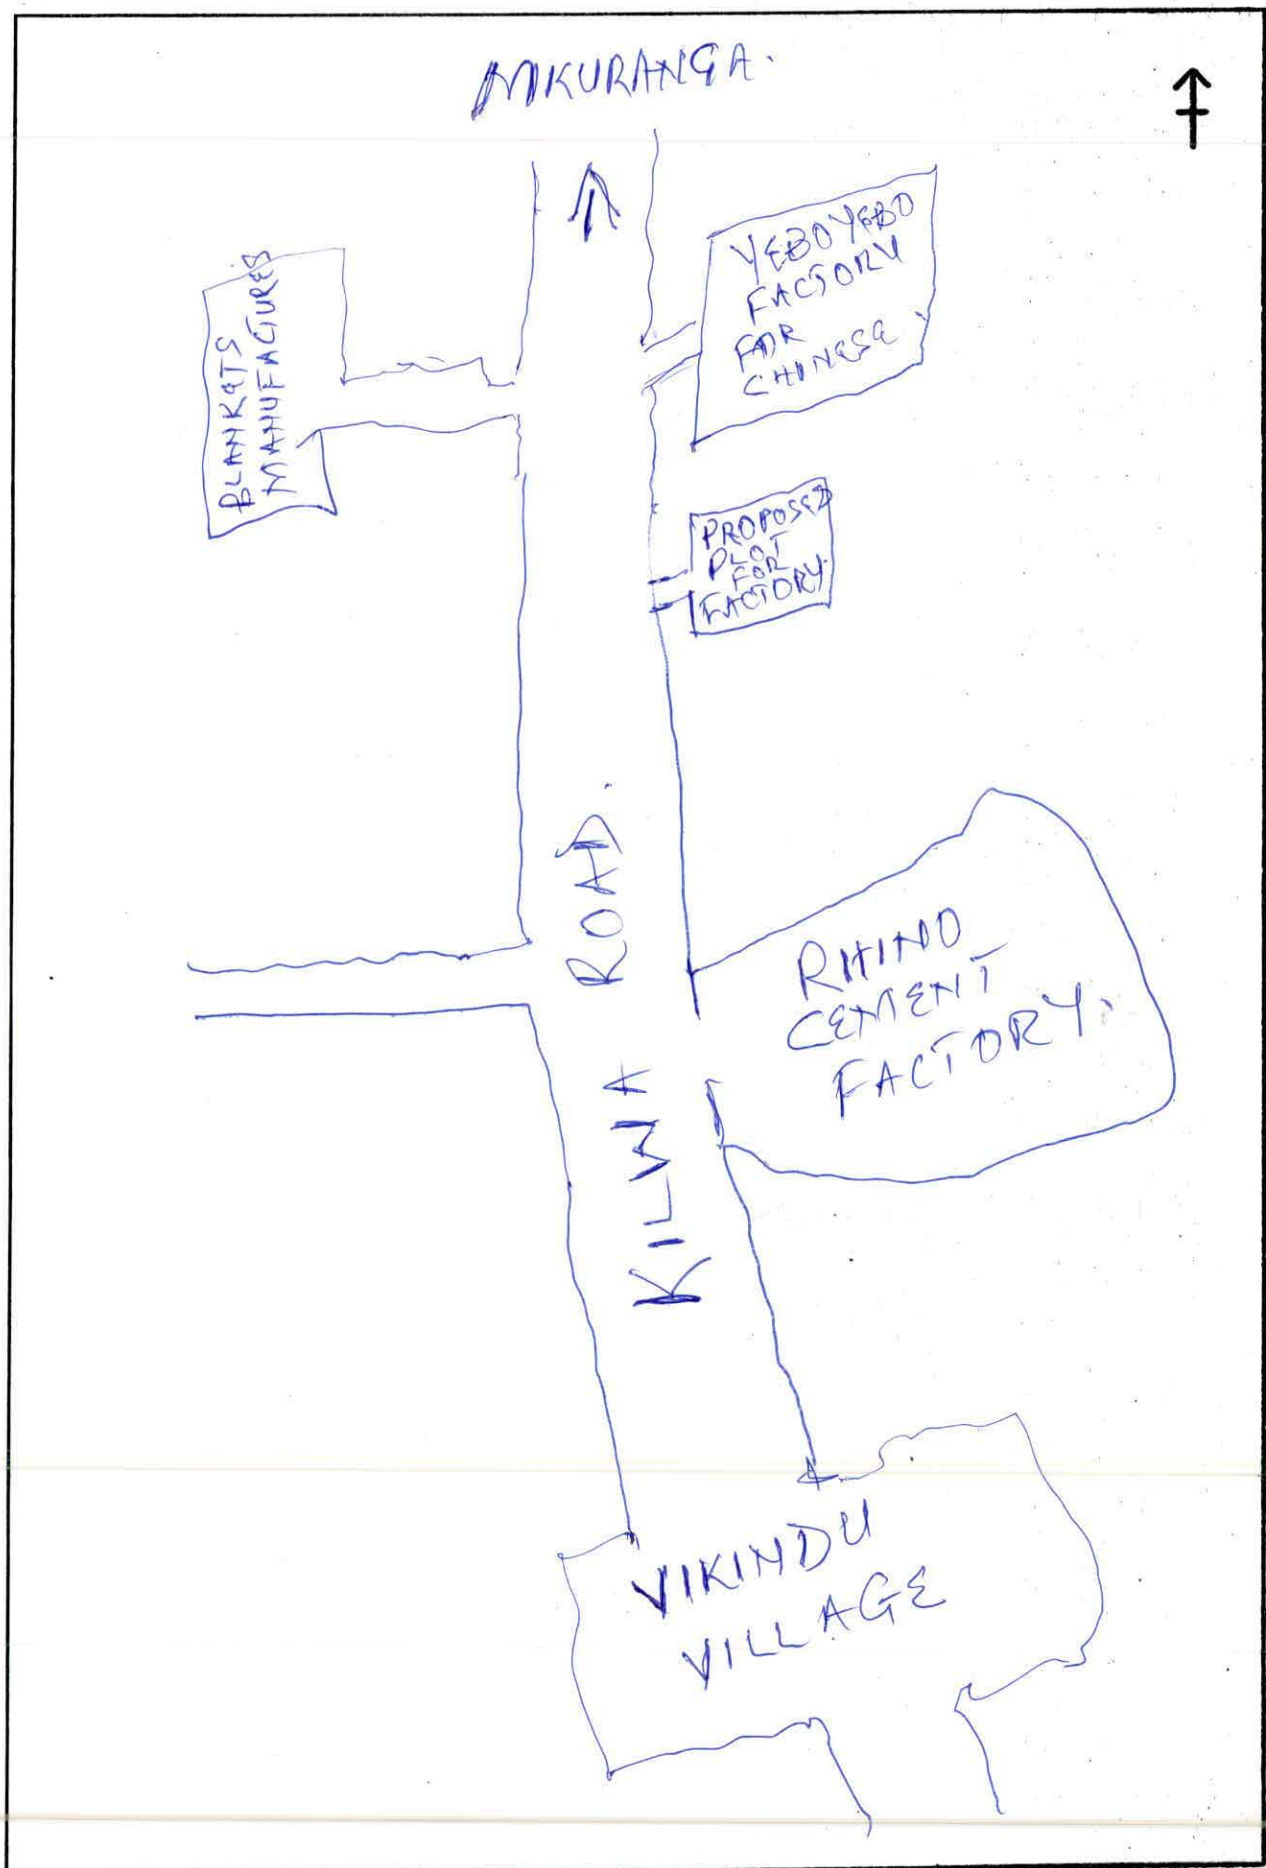 MKURANGA.
YEBOYEBO
FACTORY
FOR
CHINESE
BLANKETS
MANUFACTURES
PROPOSED
PLOT
FOR
FACTORY.
KILWA ROAD.
RHINO
CEMENT
FACTORY.
VIKINDU
VILLAGE